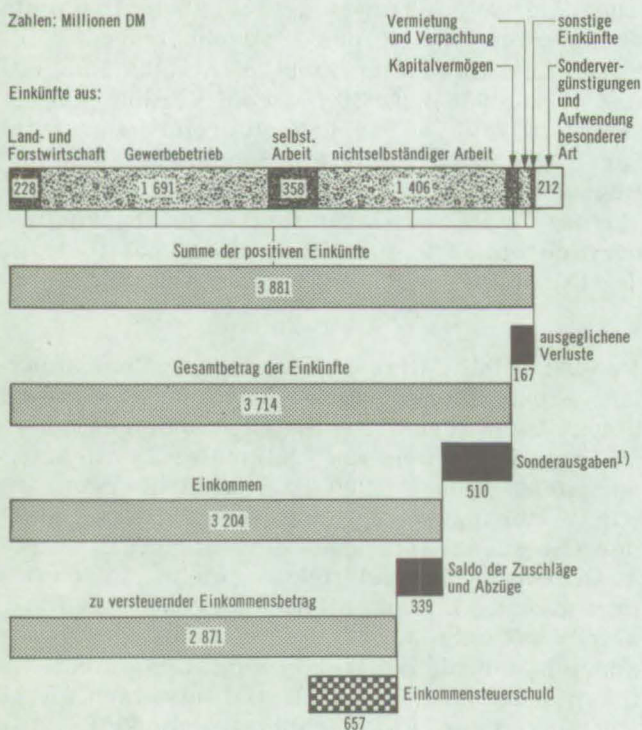 Zahlen: Millionen DM
Vermietung
und Verpachtung
sonstige
Einkünfte
Kapitalvermögen
Sonderver-
günstigungen
und
Aufwendung
besonderer
Art
Einkünfte aus:
Land- und
Forstwirtschaft
Gewerbebetrieb
selbst.
Arbeit
nichtselbständiger Arbeit
228
1 691
358
1 406
212
Summe der positiven Einkünfte
3 881
ausgeglichene
Verluste
167
Gesamtbetrag der Einkünfte
3 714
Sonderausgaben1)
510
Einkommen
3 204
Saldo der Zuschläge
und Abzüge
339
zu versteuernder Einkommensbetrag
2 871
Einkommensteuerschuld
657